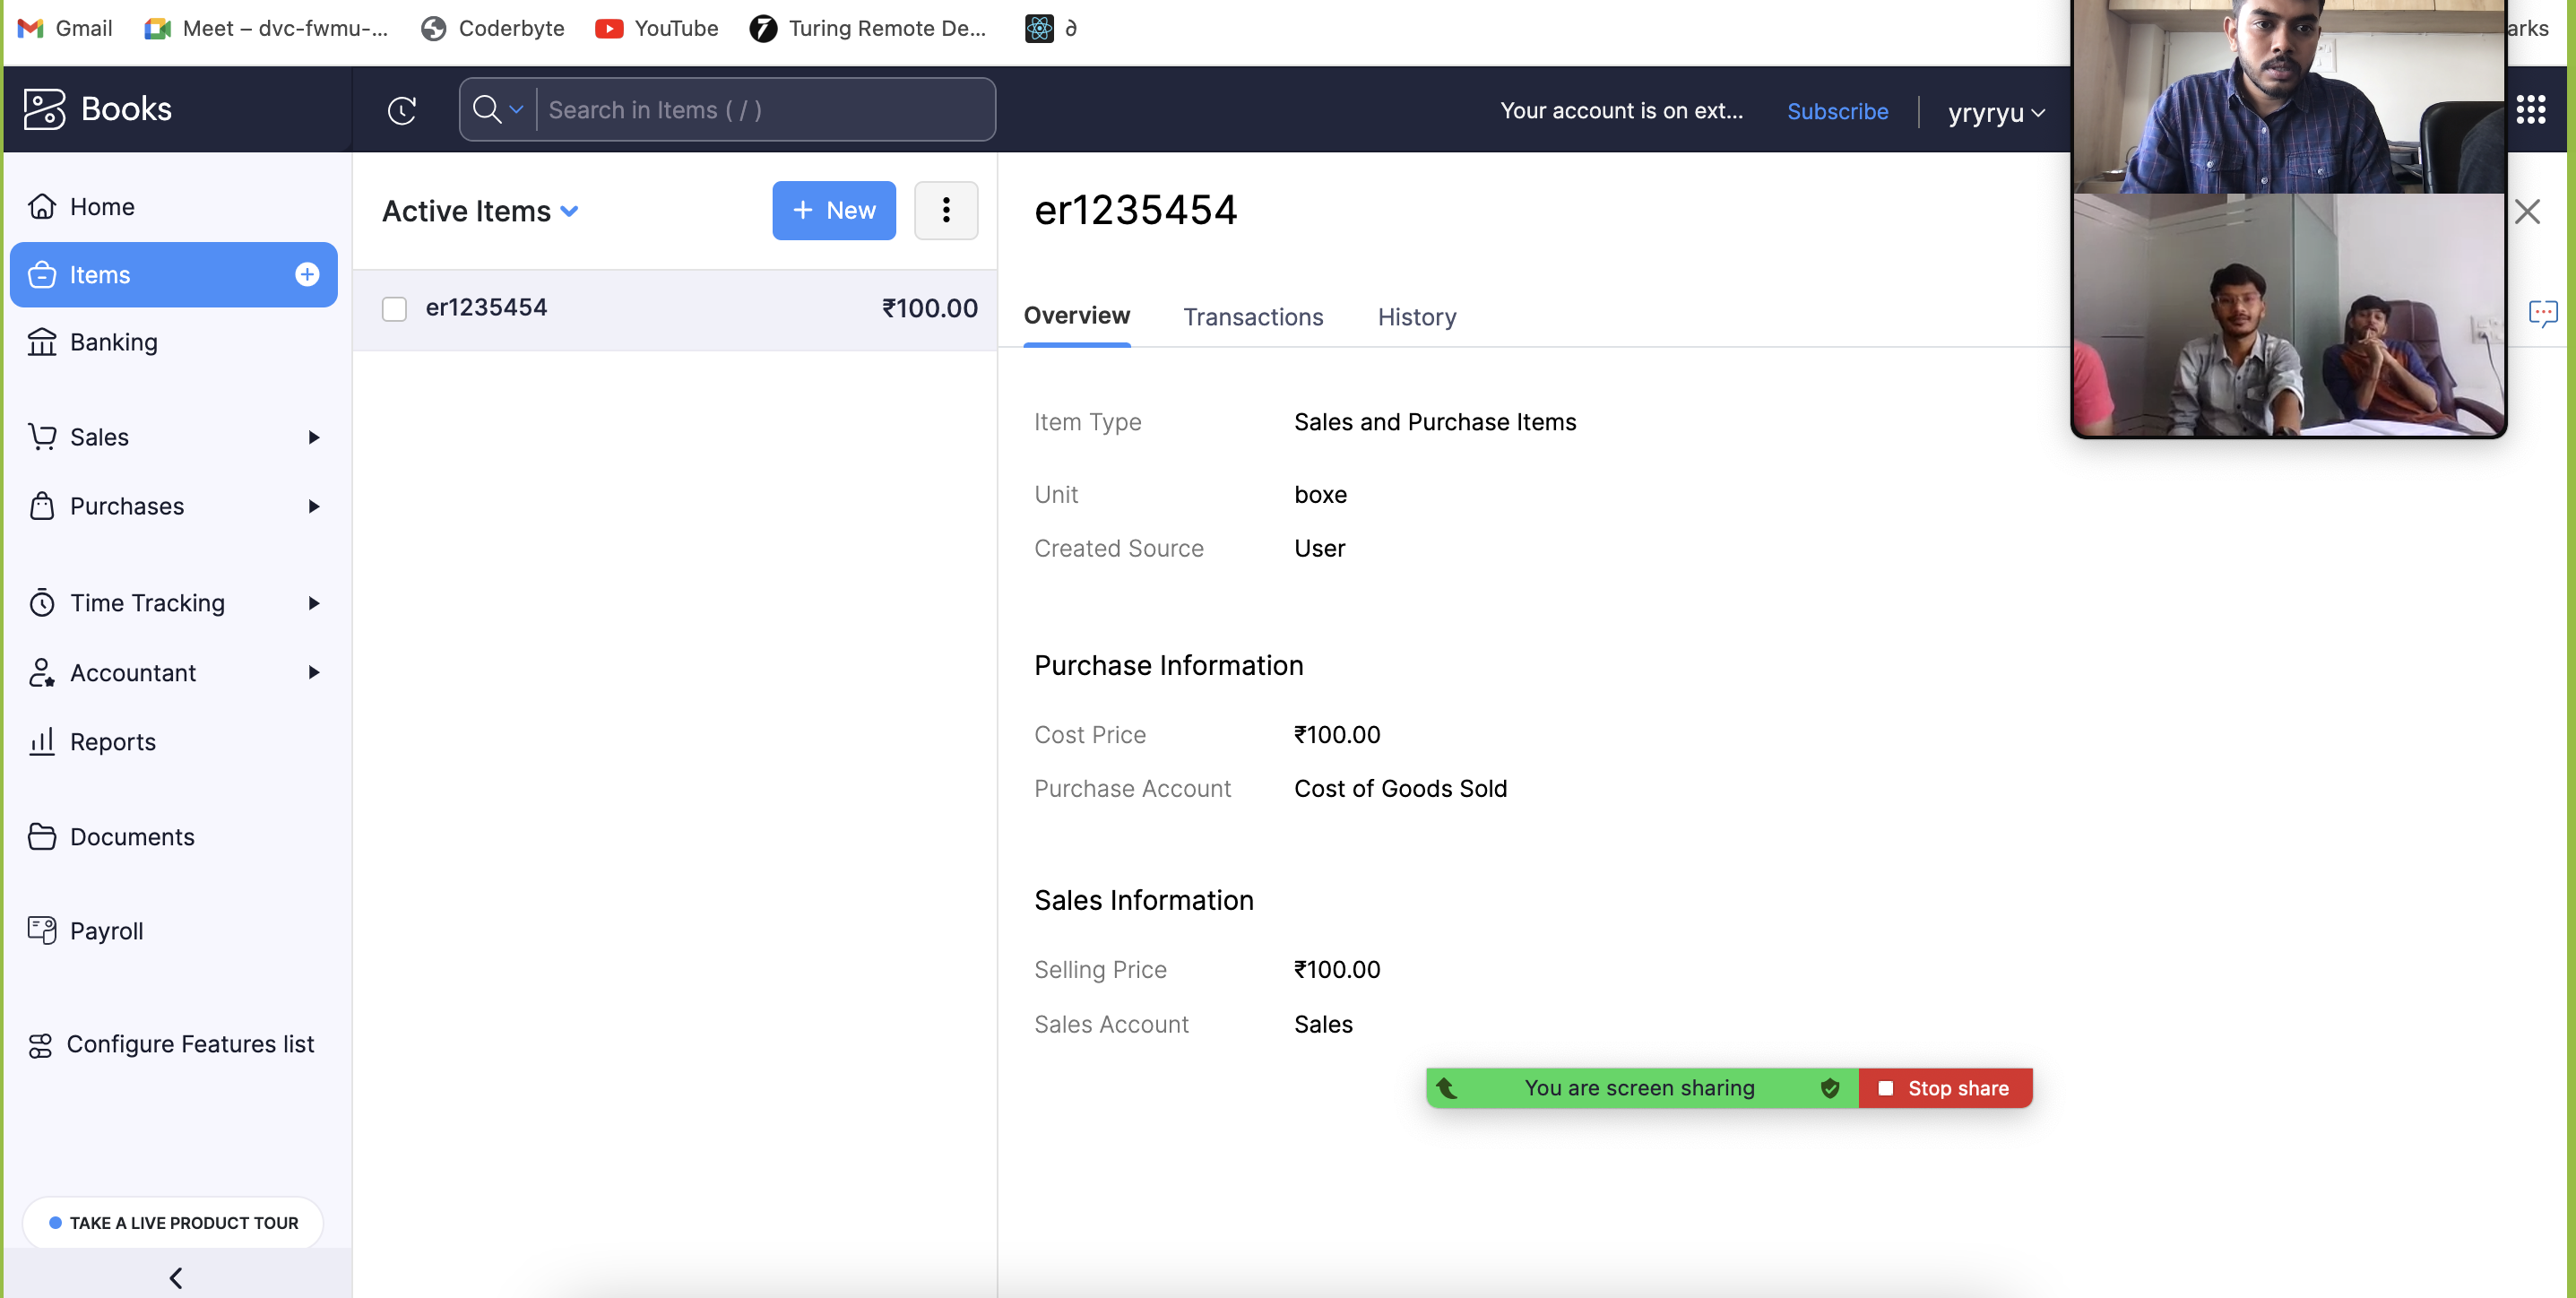 Gmail
Meet – dvc-fwmu-...
Coderbyte
YouTube
Turing Remote De...
∂
arks
Books
Search in Items ( / )
Your account is on ext...
Subscribe
yryryu
Home
Items
Banking
Sales
Purchases
Time Tracking
Accountant
Reports
Documents
Payroll
Configure Features list
TAKE A LIVE PRODUCT TOUR
Active Items
+ New
er1235454
₹100.00
er1235454
Overview
Transactions
History
Item Type
Sales and Purchase Items
Unit
boxe
Created Source
User
Purchase Information
Cost Price
₹100.00
Purchase Account
Cost of Goods Sold
Sales Information
Selling Price
₹100.00
Sales Account
Sales
You are screen sharing
Stop share